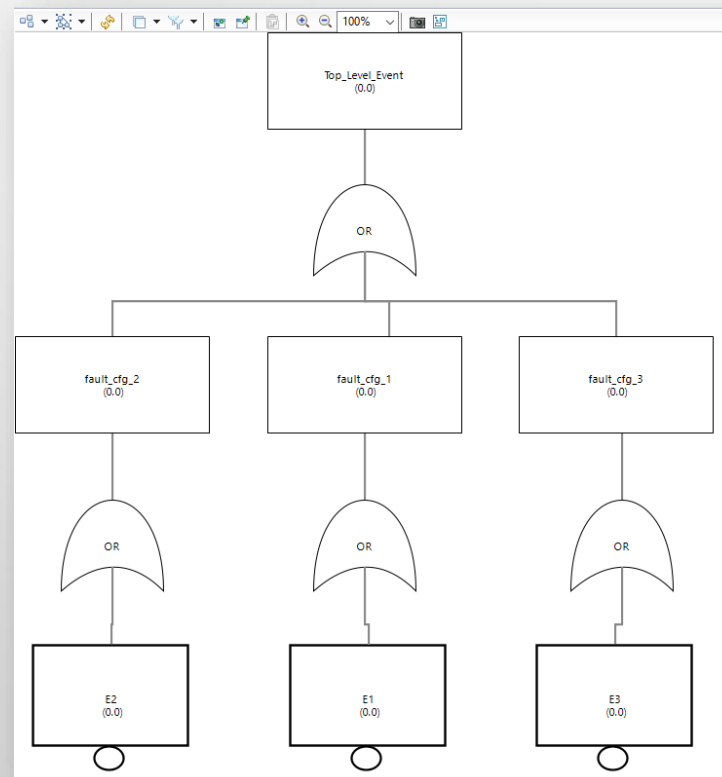 100%
Top_Level_Event
(0.0)
OR
fault_cfg_2
(0.0)
fault_cfg_1
(0.0)
fault_cfg_3
(0.0)
OR
OR
OR
E2
(0.0)
E1
(0.0)
E3
(0.0)